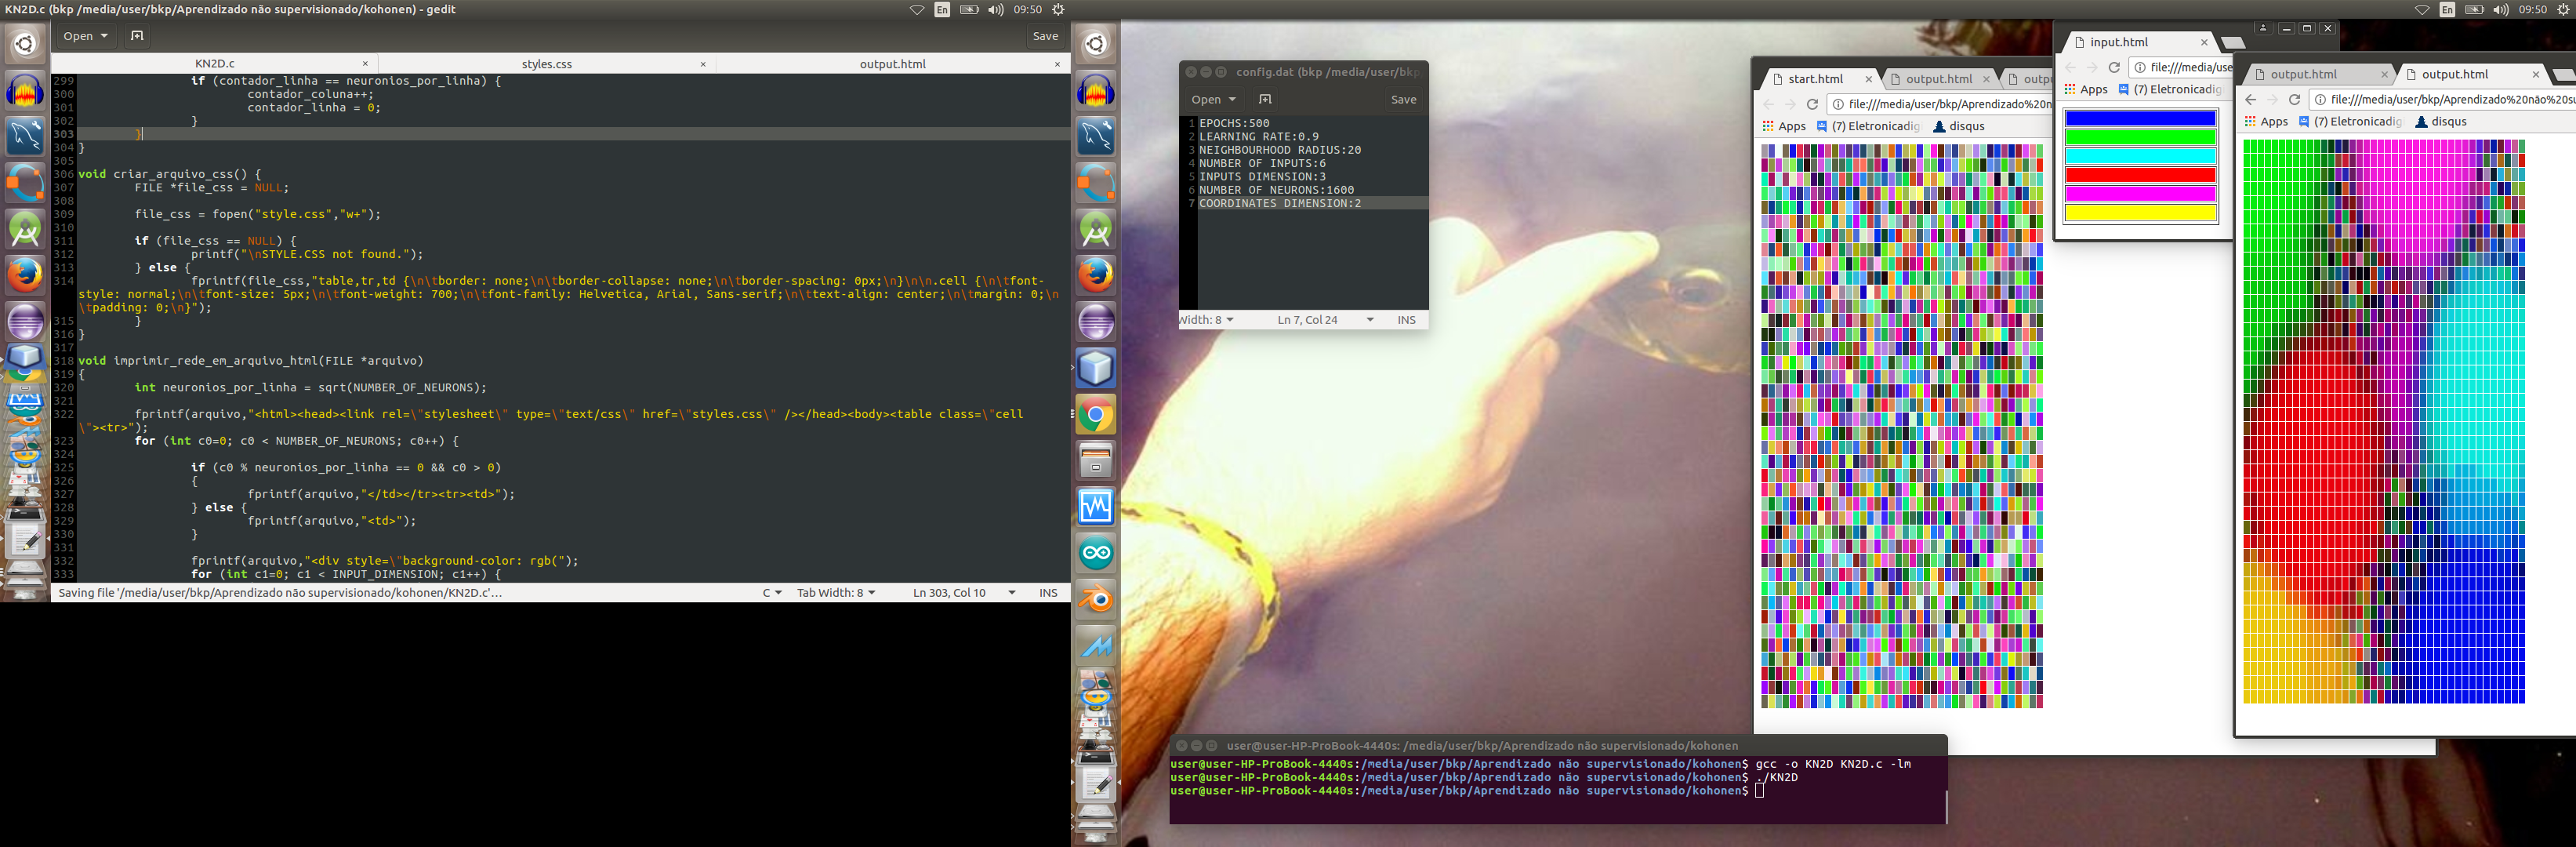 KN2D.c (bkp /media/user/bkp/Aprendizado não supervisionado/kohonen) - gedit
En
09:50
Open
Save
KN2D.c
styles.css
output.html
299 if (contador_linha == neuronios_por_linha) {
300 contador_coluna++;
301 contador_linha = 0;
302 }
303 }
304 }
305
306 void criar_arquivo_css() {
307 FILE *file_css = NULL;
308
309 file_css = fopen("style.css","w+");
310
311 if (file_css == NULL) {
312 printf("\nSTYLE.CSS not found.");
313 } else {
314 fprintf(file_css,"table,tr,td {\n\tborder: none;\n\tborder-collapse: none;\n\tborder-spacing: 0px;\n}\n\n.cell {\n\tfont-
style: normal;\n\tfont-size: 5px;\n\tfont-weight: 700;\n\tfont-family: Helvetica, Arial, Sans-serif;\n\ttext-align: center;\n\tmargin: 0;\n
\tpadding: 0;\n}");
315 }
316 }
317
318 void imprimir_rede_em_arquivo_html(FILE *arquivo)
319 {
320 int neuronios_por_linha = sqrt(NUMBER_OF_NEURONS);
321
322 fprintf(arquivo,"<html><head><link rel=\"stylesheet\" type=\"text/css\" href=\"styles.css\" /></head><body><table class=\"cell
\"><tr>");
323 for (int c0=0; c0 < NUMBER_OF_NEURONS; c0++) {
324
325 if (c0 % neuronios_por_linha == 0 && c0 > 0)
326 {
327 fprintf(arquivo,"</td></tr><tr><td>");
328 } else {
329 fprintf(arquivo,"<td>");
330 }
331
332 fprintf(arquivo,"<div style=\"background-color: rgb(");
333 for (int c1=0; c1 < INPUT_DIMENSION; c1++) {
Saving file '/media/user/bkp/Aprendizado não supervisionado/kohonen/KN2D.c'…
C
Tab Width: 8
Ln 303, Col 10
INS
En
09:50
config.dat (bkp /media/user/bkp
Open
Save
1 EPOCHS:500
2 LEARNING RATE:0.9
3 NEIGHBOURHOOD RADIUS:20
4 NUMBER OF INPUTS:6
5 INPUTS DIMENSION:3
6 NUMBER OF NEURONS:1600
7 COORDINATES DIMENSION:2
Width: 8
Ln 7, Col 24
INS
start.html
output.html
outpu
file:///media/user/bkp/Aprendizado%20n
Apps
(7) Eletronicadigi
disqus
input.html
file:///media/use
Apps
(7) Eletronicadig
output.html
output.html
file:///media/user/bkp/Aprendizado%20não%20su
Apps
(7) Eletronicadigi
disqus
user@user-HP-ProBook-4440s: /media/user/bkp/Aprendizado não supervisionado/kohonen
user@user-HP-ProBook-4440s:/media/user/bkp/Aprendizado não supervisionado/kohonen$ gcc -o KN2D KN2D.c -lm
user@user-HP-ProBook-4440s:/media/user/bkp/Aprendizado não supervisionado/kohonen$ ./KN2D
user@user-HP-ProBook-4440s:/media/user/bkp/Aprendizado não supervisionado/kohonen$